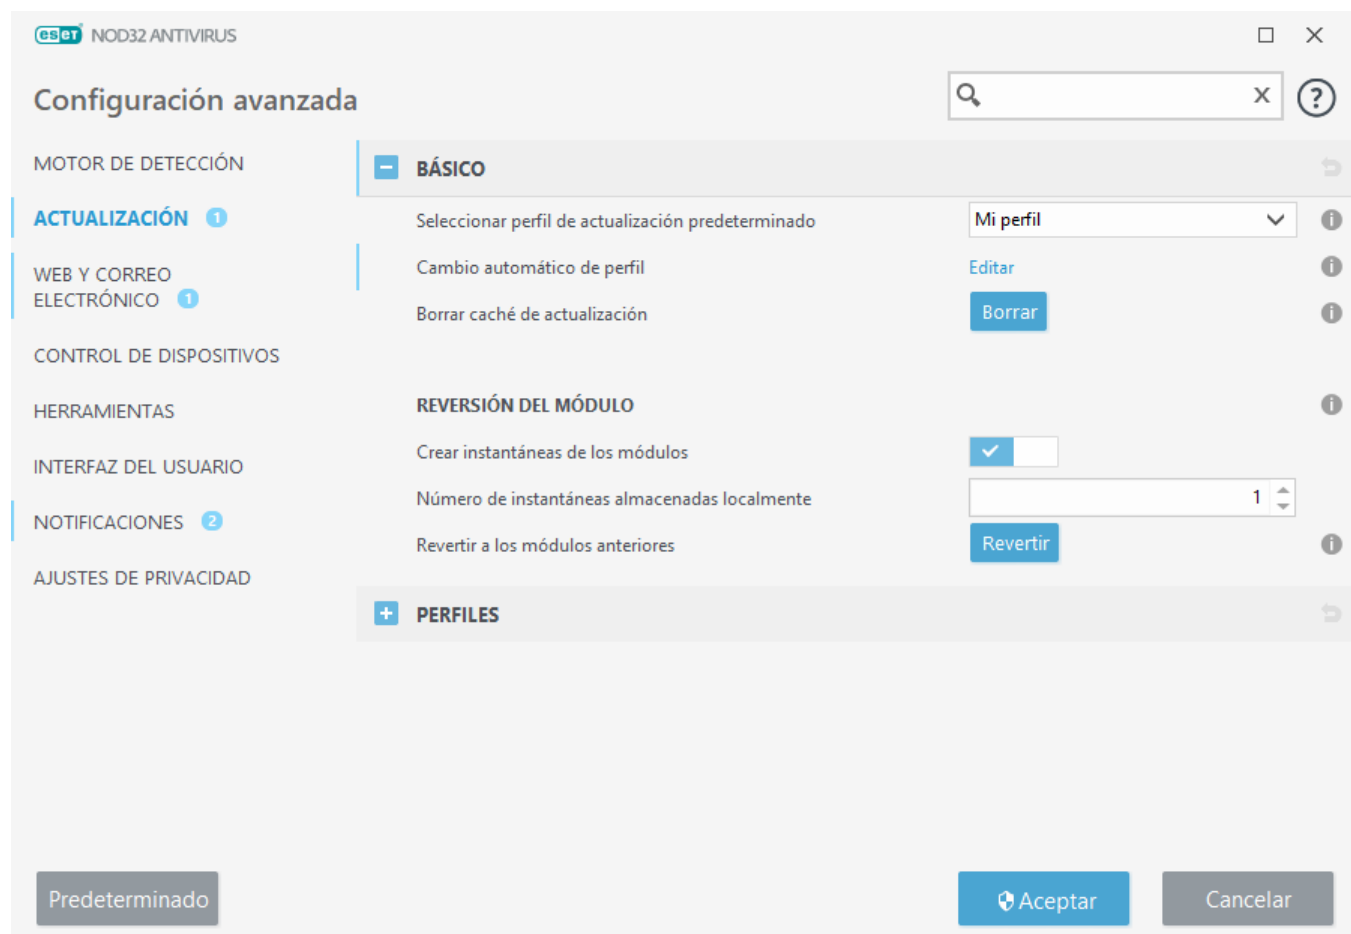 eset NOD32 ANTIVIRUS
Configuración avanzada
MOTOR DE DETECCIÓN
ACTUALIZACIÓN 1
WEB Y CORREO
ELECTRÓNICO 1
CONTROL DE DISPOSITIVOS
HERRAMIENTAS
INTERFAZ DEL USUARIO
NOTIFICACIONES 2
AJUSTES DE PRIVACIDAD
BÁSICO
Seleccionar perfil de actualización predeterminado Mi perfil
Cambio automático de perfil Editar
Borrar caché de actualización Borrar
REVERSIÓN DEL MÓDULO
Crear instantáneas de los módulos
Número de instantáneas almacenadas localmente 1
Revertir a los módulos anteriores Revertir
PERFILES
Predeterminado Aceptar Cancelar